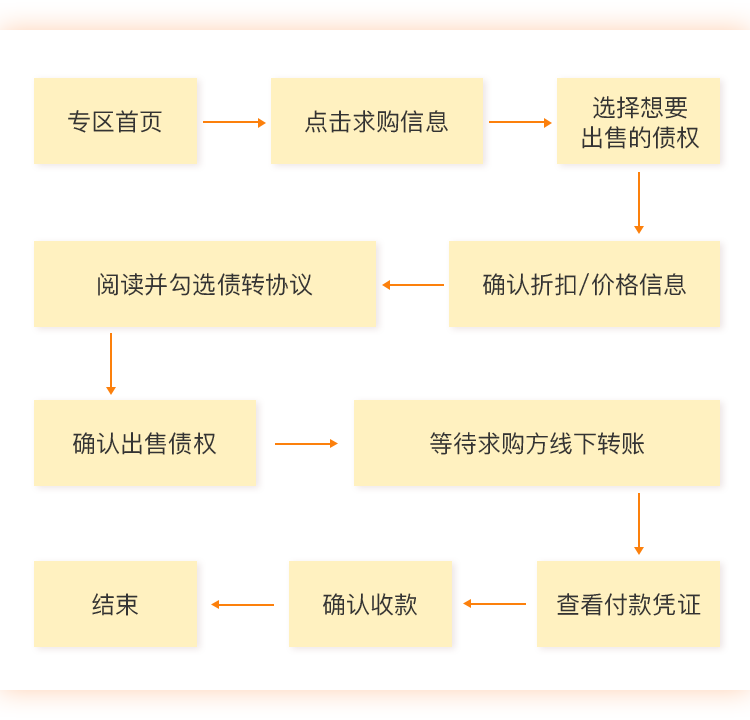 专区首页
点击求购信息
选择想要
出售的债权
确认折扣/价格信息
阅读并勾选债转协议
确认出售债权
等待求购方线下转账
查看付款凭证
确认收款
结束